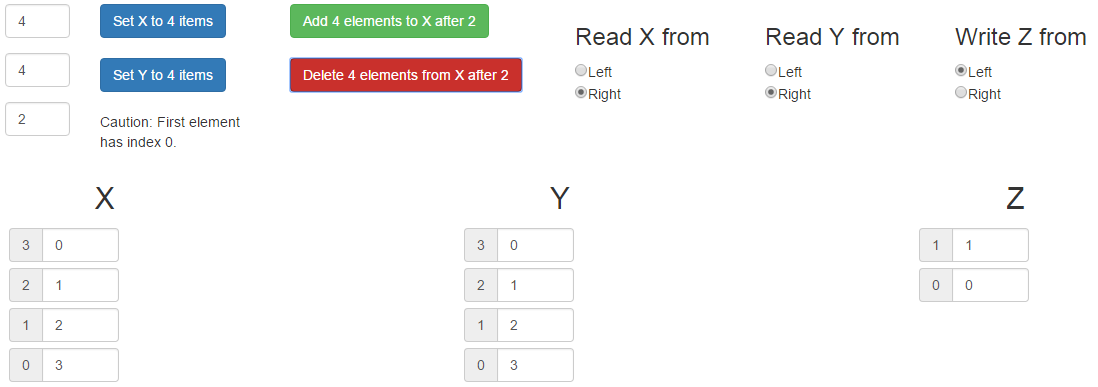 4
Set X to 4 items
Add 4 elements to X after 2
4
Set Y to 4 items
Delete 4 elements from X after 2
2
Caution: First element
has index 0.
Read X from
Left
Right
Read Y from
Left
Right
Write Z from
Left
Right
X
3 0
2 1
1 2
0 3
Y
3 0
2 1
1 2
0 3
Z
1 1
0 0